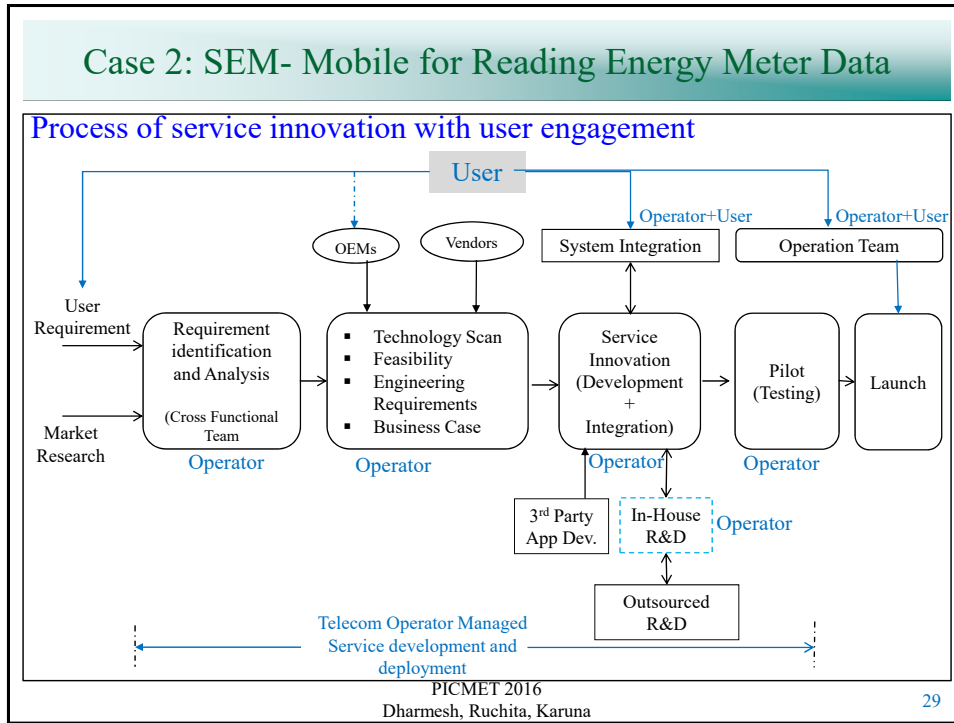 Case 2: SEM- Mobile for Reading Energy Meter Data
Process of service innovation with user engagement
User
Operator+User
Operator+User
OEMs
Vendors
System Integration
Operation Team
User
Requirement
Market
Research
Requirement
identification
and Analysis
(Cross Functional
Team
Operator
▪ Technology Scan
▪ Feasibility
▪ Engineering
Requirements
▪ Business Case
Operator
Service
Innovation
(Development
+
Integration)
Operator
Pilot
(Testing)
Operator
Launch
3rd Party
App Dev.
In-House
R&D
Operator
Outsourced
R&D
Telecom Operator Managed
Service development and
deployment
PICMET 2016
Dharmesh, Ruchita, Karuna
29